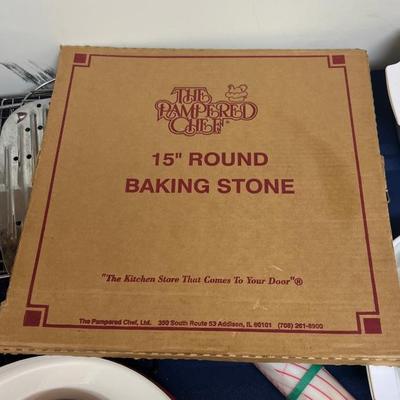 THE
PAMPERED
CHEF®
15" ROUND
BAKING STONE
"The Kitchen Store That Comes To Your Door"®
The Pampered Chef, Ltd. 350 South Route 53 Addison, IL 60101 (708) 261-8900